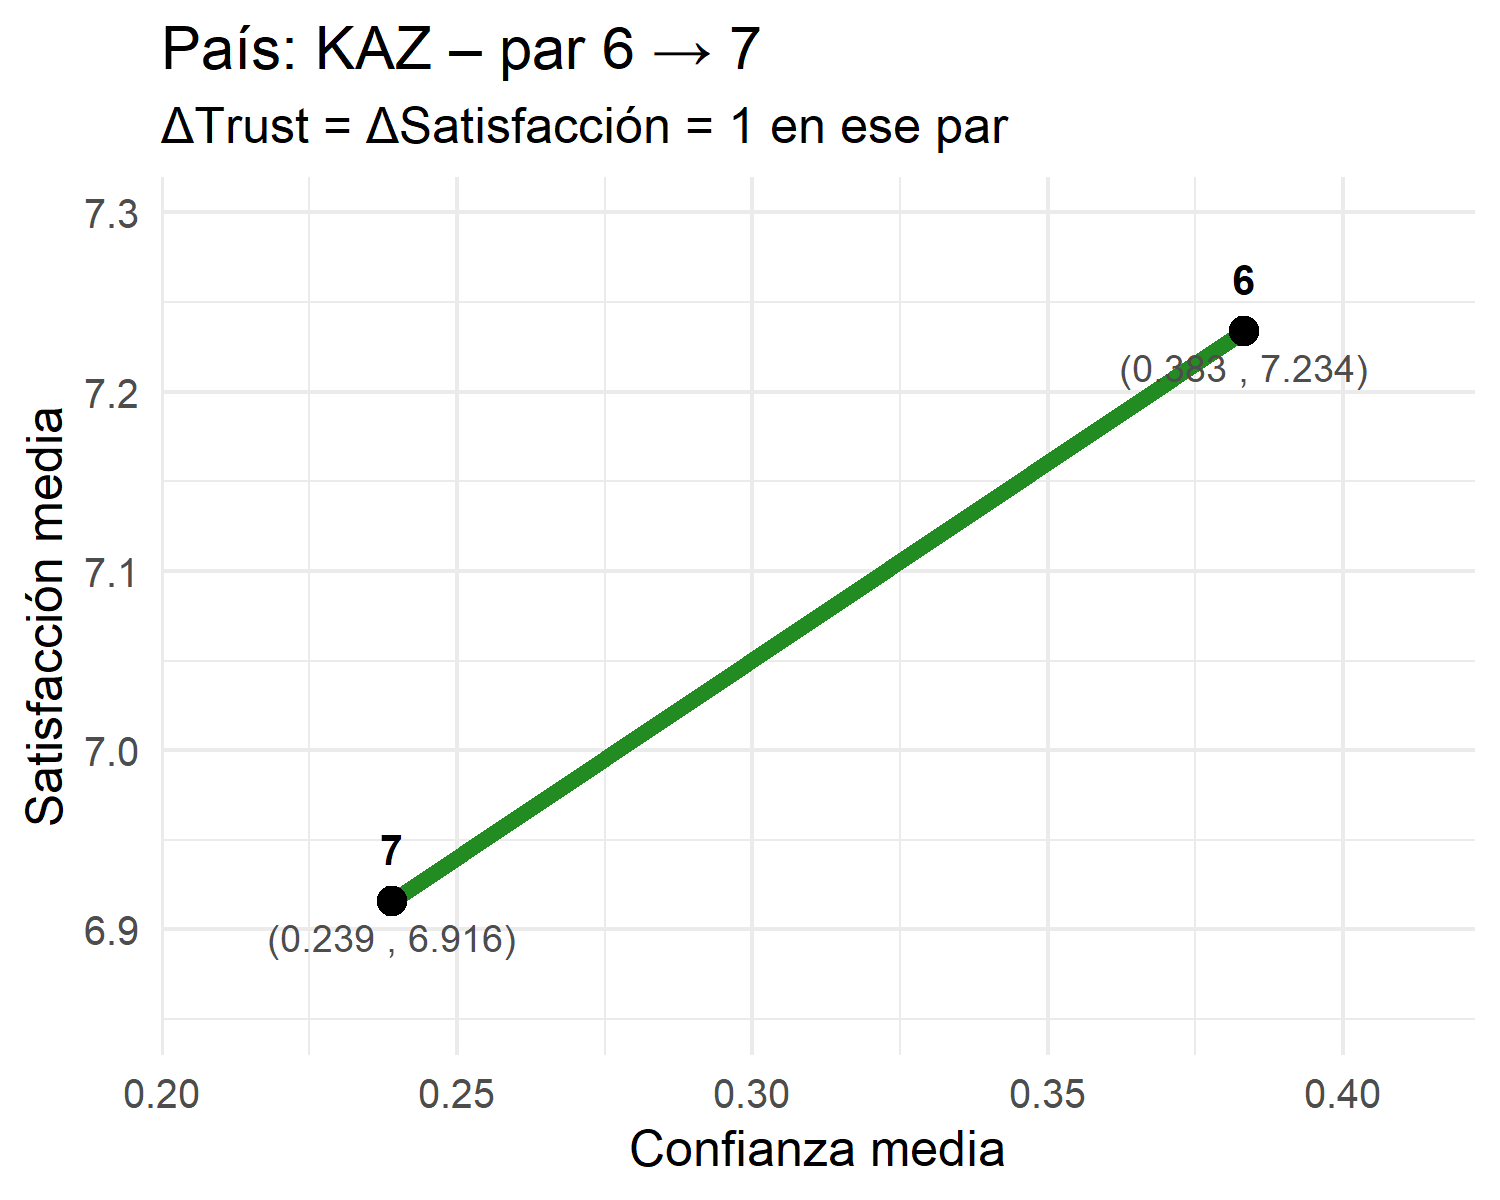 País: KAZ – par 6 → 7
ΔTrust = ΔSatisfacción = 1 en ese par
7.3
7.2
7.1
7.0
6.9
Satisfacción media
6
(0.383 , 7.234)
7
(0.239 , 6.916)
0.20 0.25 0.30 0.35 0.40
Confianza media